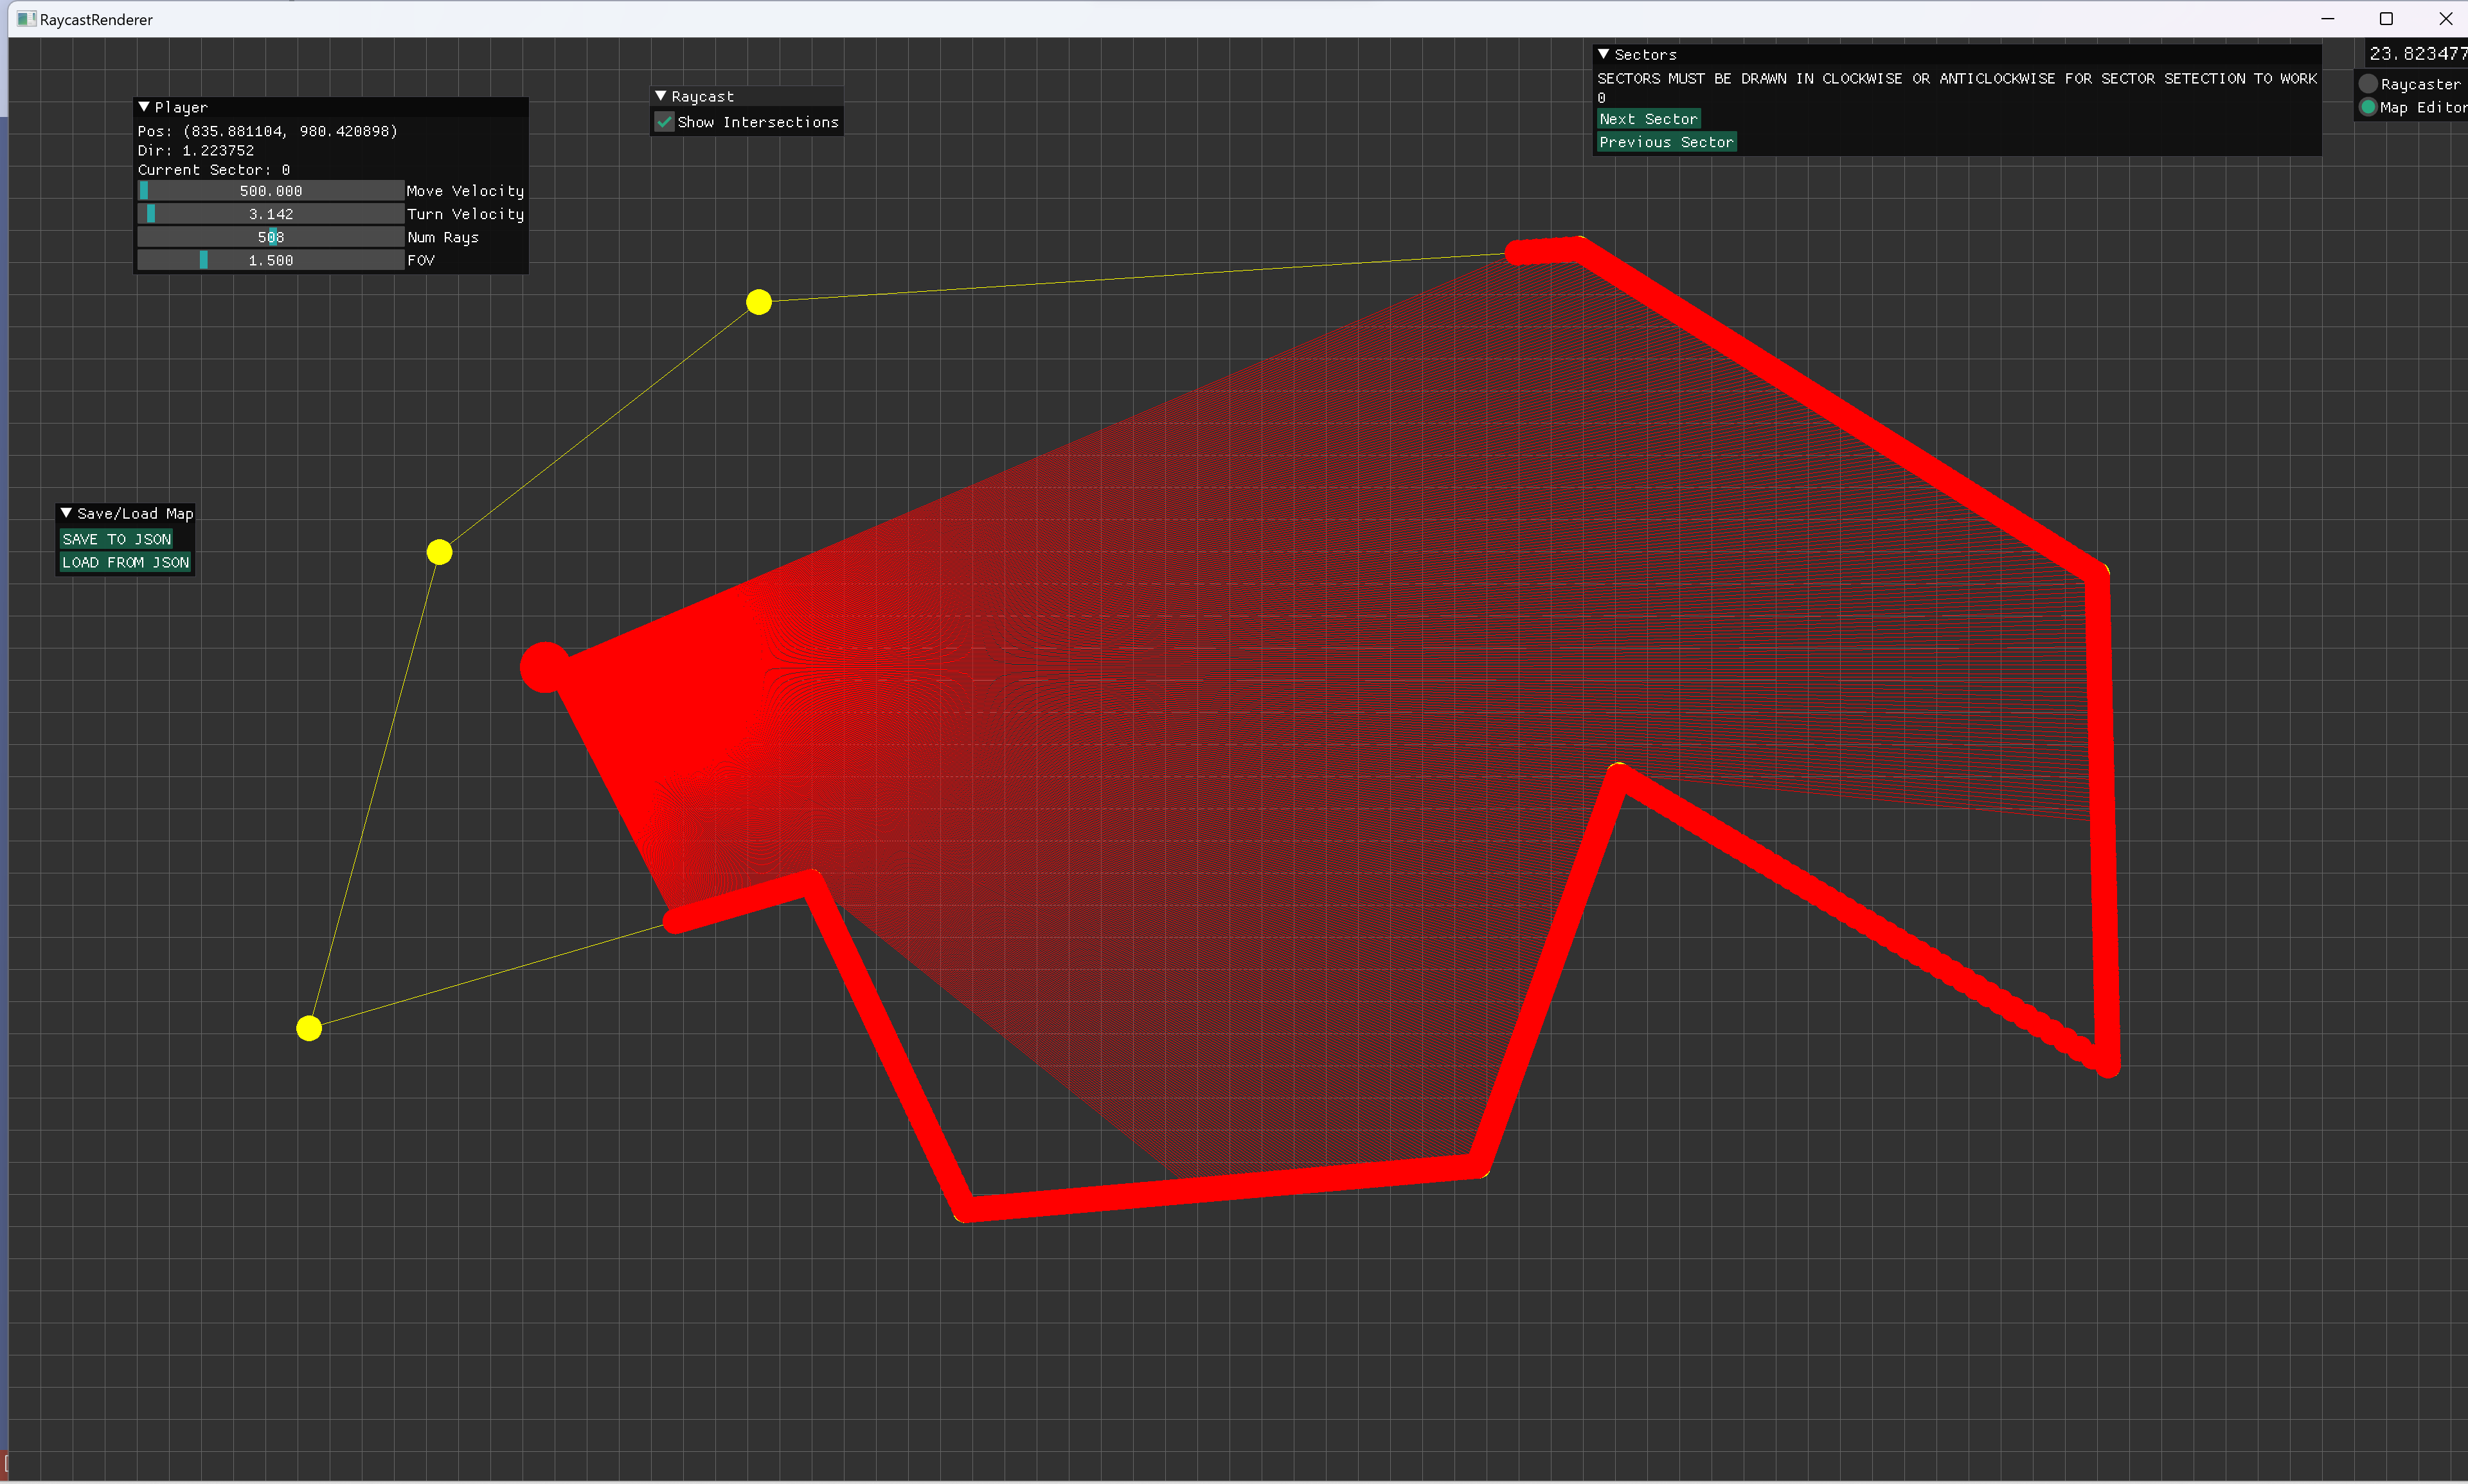 RaycastRenderer
Player
Pos: (835.881104, 980.420898)
Dir: 1.223752
Current Sector: 0
500.000 Move Velocity
3.142 Turn Velocity
508 Num Rays
1.500 FOV
Raycast
Show Intersections
Sectors
SECTORS MUST BE DRAWN IN CLOCKWISE OR ANTICLOCKWISE FOR SECTOR SETECTION TO WORK
0
Next Sector
Previous Sector
23.823477
Raycaster
Map Editor
Save/Load Map
SAVE TO JSON
LOAD FROM JSON